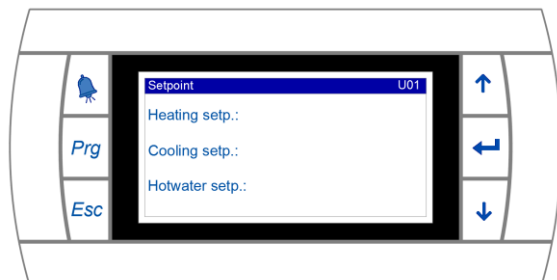 Setpoint U01
Heating setp.:
Prg
Cooling setp.:
Hotwater setp.:
Esc